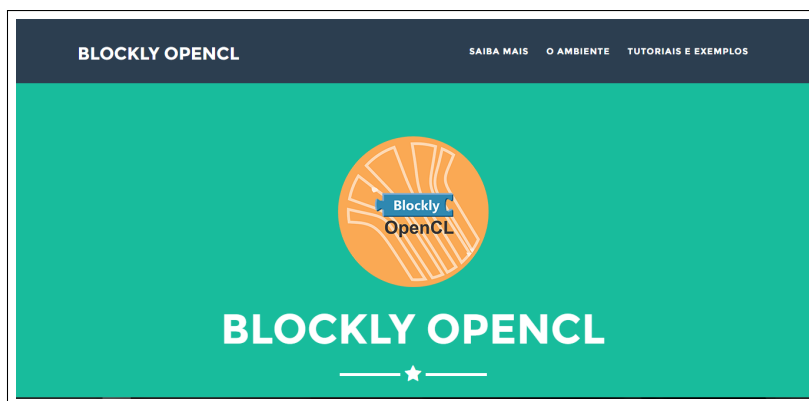 BLOCKLY OPENCL
SAIBA MAIS O AMBIENTE TUTORIAIS E EXEMPLOS
Blockly
OpenCL
BLOCKLY OPENCL